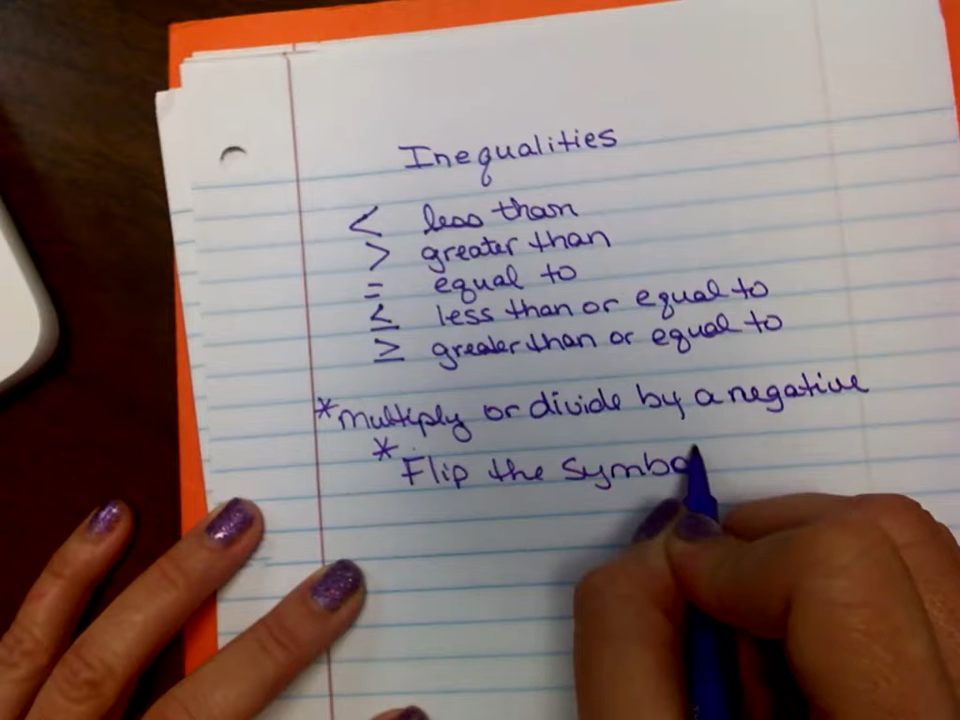 Inequalities
< less than
> greater than
= equal to
≤ less than or equal to
≥ greater than or equal to
*Multiply or divide by a negative
* Flip the symbo